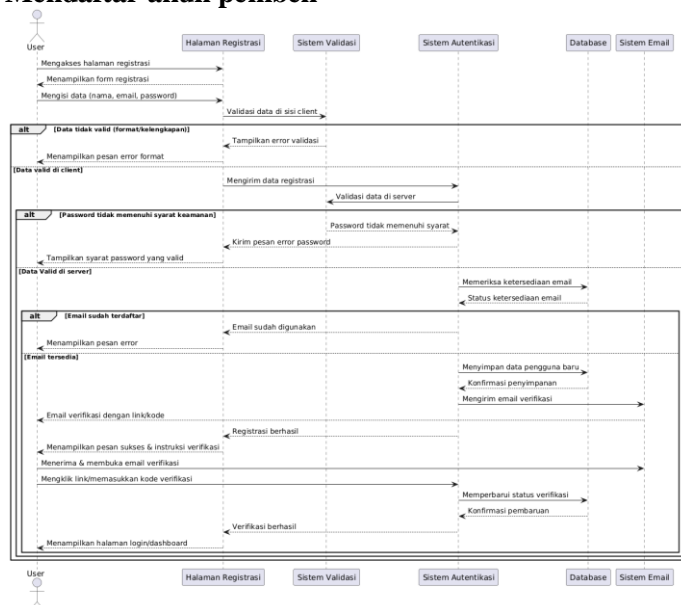 Mendaftar akun pembeli
User
Halaman Registrasi
Sistem Validasi
Sistem Autentikasi
Database
Sistem Email
Mengakses halaman registrasi
Menampilkan form registrasi
Mengisi data (nama, email, password)
Validasi data di sisi client
alt
[Data tidak valid (format/kelengkapan)]
Tampilkan error validasi
Menampilkan pesan error format
[Data valid di client]
Mengirim data registrasi
Validasi data di server
alt
[Password tidak memenuhi syarat keamanan]
Password tidak memenuhi syarat
Kirim pesan error password
Tampilkan syarat password yang valid
[Data Valid di server]
Memeriksa ketersediaan email
Status ketersediaan email
alt
[Email sudah terdaftar]
Email sudah digunakan
Menampilkan pesan error
[Email tersedia]
Menyimpan data pengguna baru
Konfirmasi penyimpanan
Mengirim email verifikasi
Email verifikasi dengan link/kode
Registrasi berhasil
Menampilkan pesan sukses & instruksi verifikasi
Menerima & membuka email verifikasi
Mengklik link/memasukkan kode verifikasi
Memperbarui status verifikasi
Konfirmasi pembaruan
Verifikasi berhasil
Menampilkan halaman login/dashboard
User
Halaman Registrasi
Sistem Validasi
Sistem Autentikasi
Database
Sistem Email